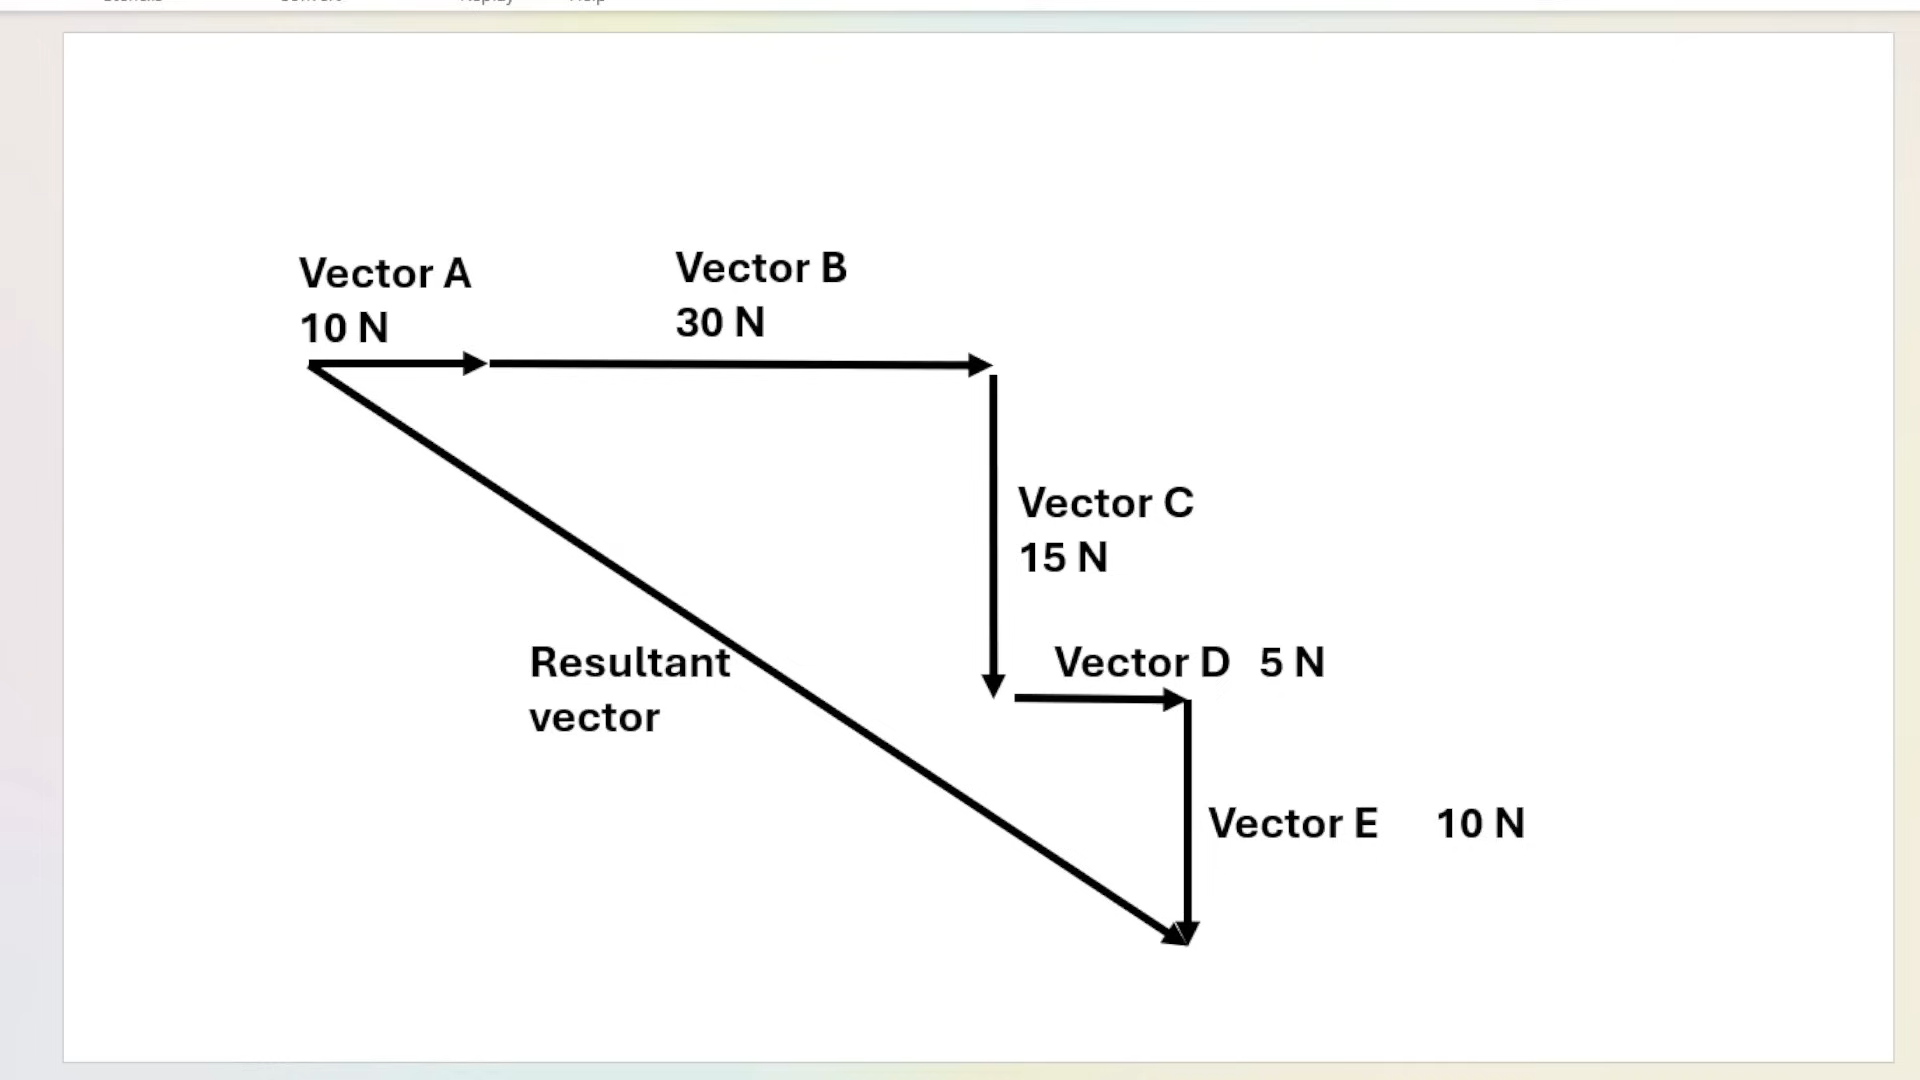 Vector A
10 N
Vector B
30 N
Vector C
15 N
Vector D 5 N
Resultant
vector
Vector E 10 N